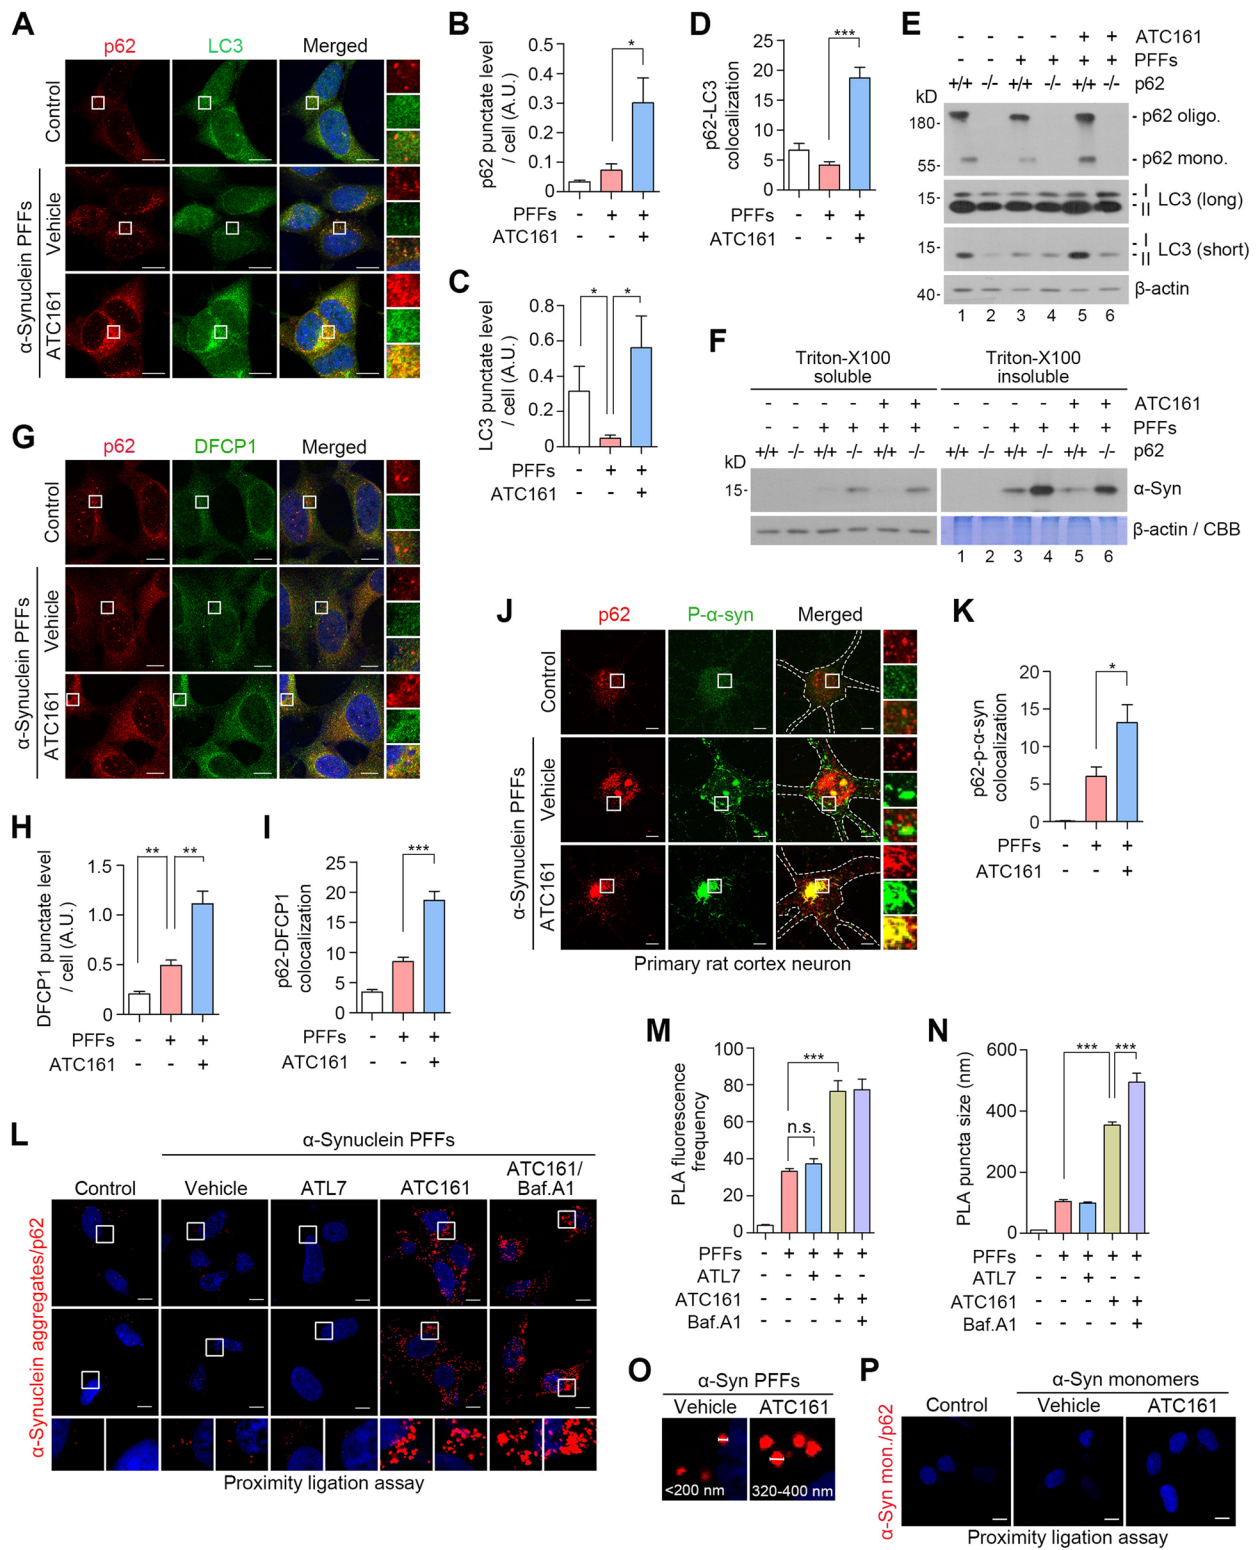 A
p62
LC3
Merged
Control
α-Synuclein PFFs
Vehicle
ATC161
B
p62 punctate level
/ cell (A.U.)
0.5
0.4
0.3
0.2
0.1
0
*
PFFs - + +
ATC161 - - +
C
LC3 punctate level
/ cell (A.U.)
0.8
0.6
0.4
0.2
0
* *
PFFs - + +
ATC161 - - +
D
p62-LC3
colocalization
25
20
15
10
5
0
***
PFFs - + +
ATC161 - - +
E
- - - - + + ATC161
- - + + + + PFFs
+/+ -/- +/+ -/- +/+ -/- p62
kD
180-
55-
- p62 oligo.
- p62 mono.
15-
- I
- II
LC3 (long)
15-
- I
- II
LC3 (short)
40-
β-actin
1 2 3 4 5 6
F
Triton-X100
soluble
Triton-X100
insoluble
- - - - + + - - - - + + ATC161
- - + + + + - - + + + + PFFs
+/+ -/- +/+ -/- +/+ -/- +/+ -/- +/+ -/- +/+ -/- p62
kD
15-
α-Syn
β-actin / CBB
1 2 3 4 5 6
G
p62
DFCP1
Merged
Control
α-Synuclein PFFs
Vehicle
ATC161
H
DFCP1 punctate level
/ cell (A.U.)
1.5
1.0
0.5
0
** **
PFFs - + +
ATC161 - - +
I
p62-DFCP1
colocalization
25
20
15
10
5
0
***
PFFs - + +
ATC161 - - +
J
p62
P-α-syn
Merged
Control
α-Synuclein PFFs
Vehicle
ATC161
Primary rat cortex neuron
K
p62-p-α-syn
colocalization
20
15
10
5
0
*
PFFs - + +
ATC161 - - +
L
α-Synuclein PFFs
Control
Vehicle
ATL7
ATC161
ATC161/
Baf.A1
α-Synuclein aggregates/p62
Proximity ligation assay
M
PLA fluorescence
frequency
100
80
60
40
20
0
***
n.s.
PFFs - + + + +
ATL7 - - + - -
ATC161 - - - + +
Baf.A1 - - - - +
N
PLA puncta size (nm)
600
400
200
0
*** ***
PFFs - + + + +
ATL7 - - + - -
ATC161 - - - + +
Baf.A1 - - - - +
O
α-Syn PFFs
Vehicle
ATC161
<200 nm
320-400 nm
P
α-Syn monomers
Control
Vehicle
ATC161
α-Syn mon./p62
Proximity ligation assay